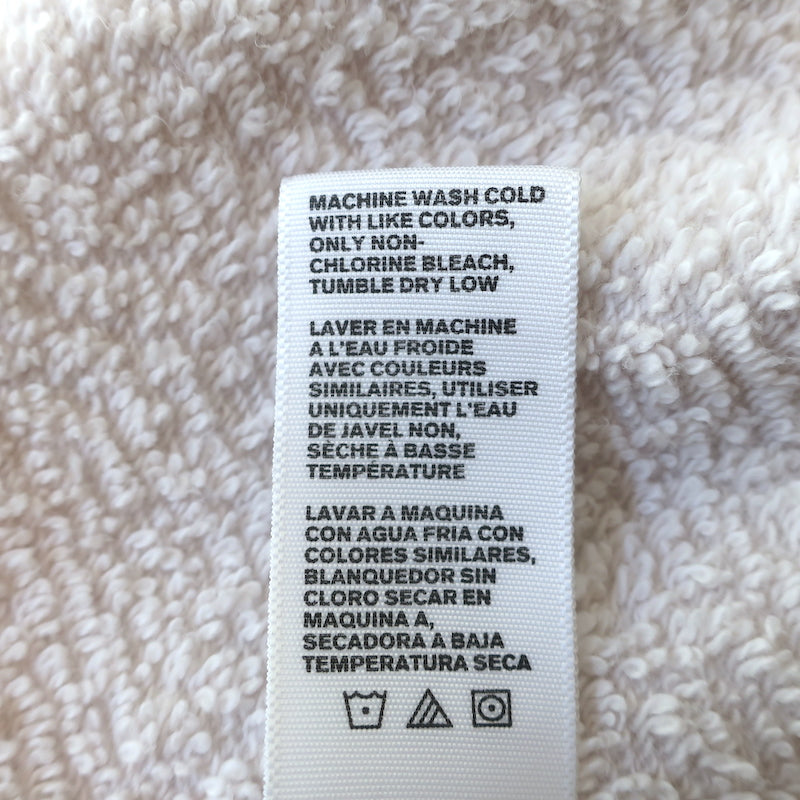 MACHINE WASH COLD
WITH LIKE COLORS,
ONLY NON-
CHLORINE BLEACH,
TUMBLE DRY LOW
LAVER EN MACHINE
A L'EAU FROIDE
AVEC COULEURS
SIMILAIRES, UTILISER
UNIQUEMENT L'EAU
DE JAVEL NON,
SÈCHE À BASSE
TEMPÉRATURE
LAVAR A MAQUINA
CON AGUA FRIA CON
COLORES SIMILARES,
BLANQUEDOR SIN
CLORO SECAR EN
MAQUINA A,
SECADORA A BAJA
TEMPERATURA SECA